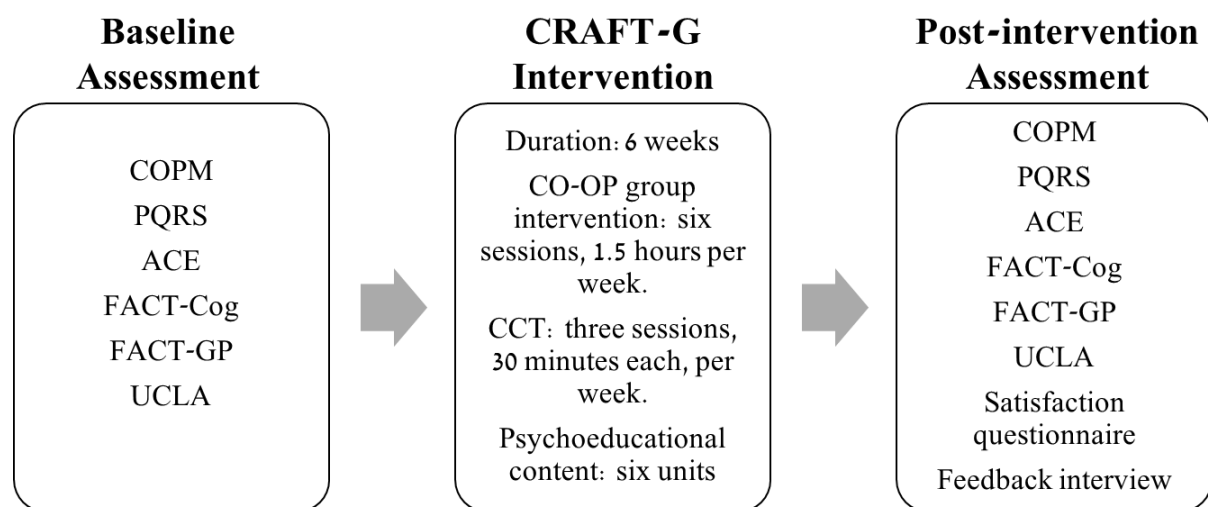 Baseline
Assessment
COPM
PQRS
ACE
FACT-Cog
FACT-GP
UCLA
CRAFT-G
Intervention
Duration: 6 weeks
CO-OP group
intervention: six
sessions, 1.5 hours per
week.
CCT: three sessions,
30 minutes each, per
week.
Psychoeducational
content: six units
Post-intervention
Assessment
COPM
PQRS
ACE
FACT-Cog
FACT-GP
UCLA
Satisfaction
questionnaire
Feedback interview